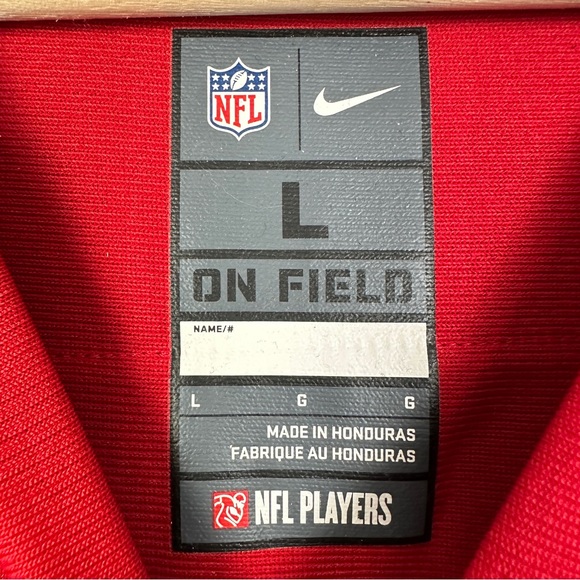 NFL
L
ON FIELD
NAME/#
L G G
MADE IN HONDURAS
FABRIQUE AU HONDURAS
NFL PLAYERS